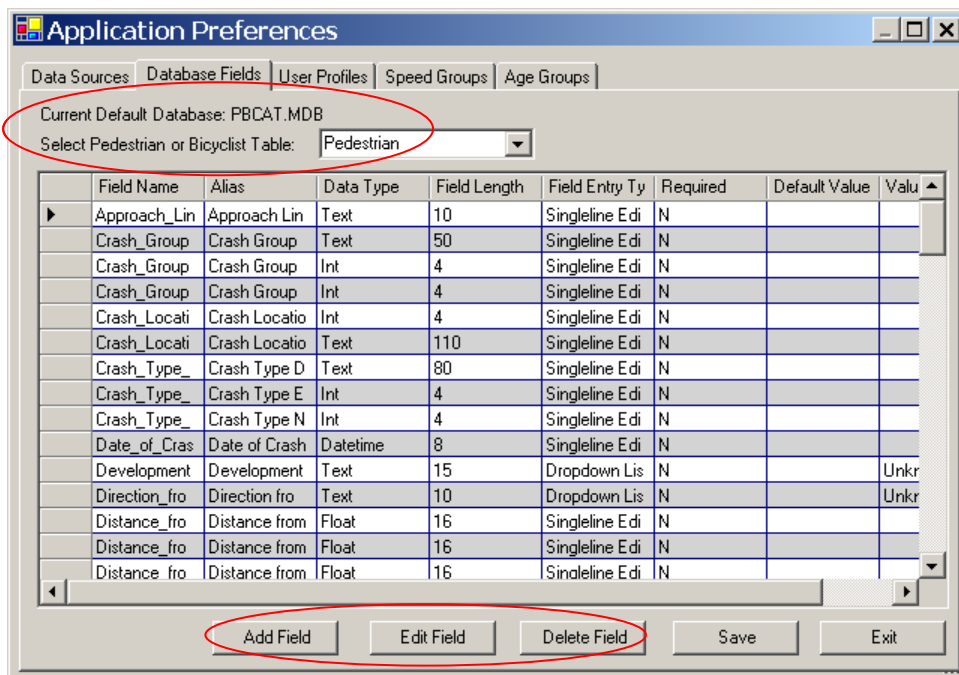 Application Preferences
Data Sources Database Fields User Profiles Speed Groups Age Groups
Current Default Database: PBCAT.MDB
Select Pedestrian or Bicyclist Table: Pedestrian
Field Name Alias Data Type Field Length Field Entry Ty Required Default Value Valu
Approach_Lin Approach Lin Text 10 Singleline Edi N
Crash_Group Crash Group Text 50 Singleline Edi N
Crash_Group Crash Group Int 4 Singleline Edi N
Crash_Group Crash Group Int 4 Singleline Edi N
Crash_Locati Crash Locatio Int 4 Singleline Edi N
Crash_Locati Crash Locatio Text 110 Singleline Edi N
Crash_Type_ Crash Type D Text 80 Singleline Edi N
Crash_Type_ Crash Type E Int 4 Singleline Edi N
Crash_Type_ Crash Type N Int 4 Singleline Edi N
Date_of_Cras Date of Crash Datetime 8 Singleline Edi N
Development Development Text 15 Dropdown Lis N Unkr
Direction_fro Direction fro Text 10 Dropdown Lis N Unkr
Distance_fro Distance from Float 16 Singleline Edi N
Distance_fro Distance from Float 16 Singleline Edi N
Distance_fro Distance from Float 16 Singleline Edi N
Add Field Edit Field Delete Field Save Exit